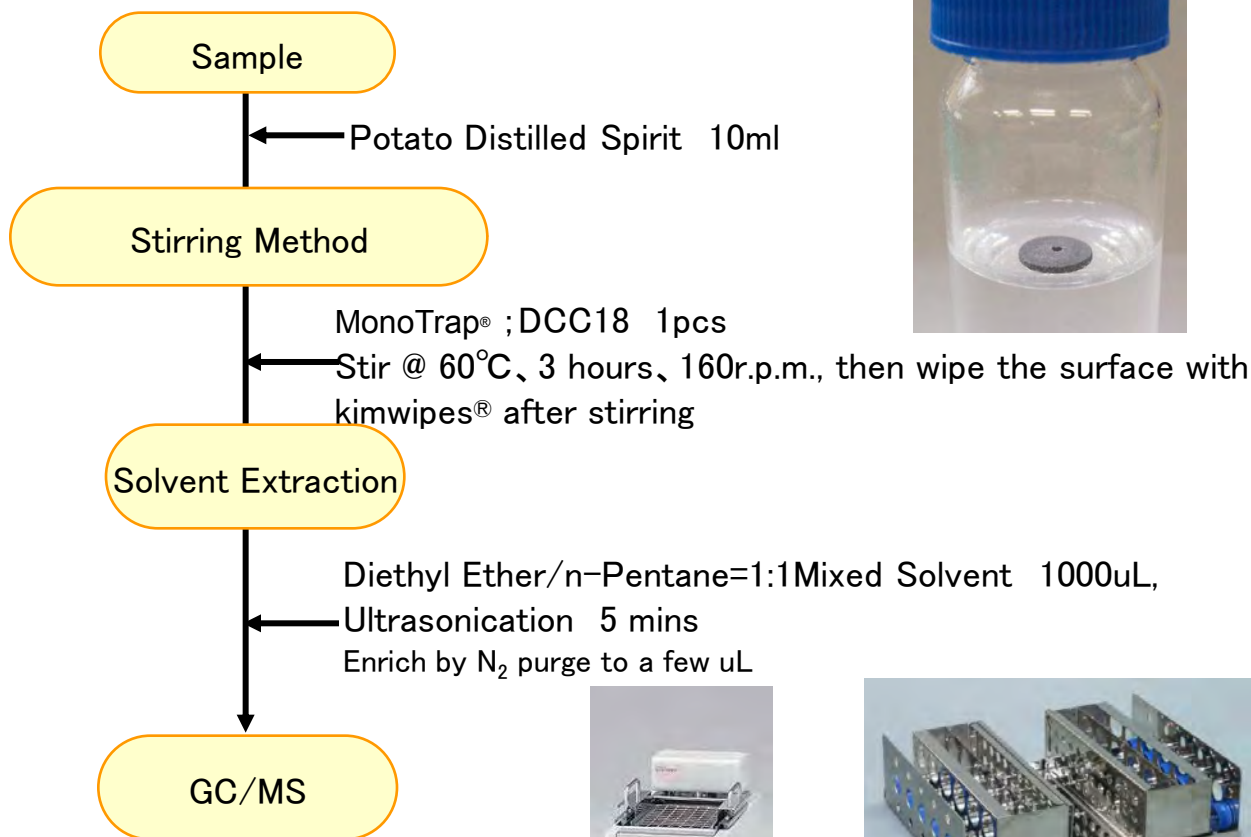 Sample
Potato Distilled Spirit 10ml
Stirring Method
MonoTrap® ;DCC18 1pcs
Stir @ 60℃、3 hours、160r.p.m., then wipe the surface with
kimwipes® after stirring
Solvent Extraction
Diethyl Ether/n-Pentane=1:1Mixed Solvent 1000uL,
Ultrasonication 5 mins
Enrich by N₂ purge to a few uL
GC/MS